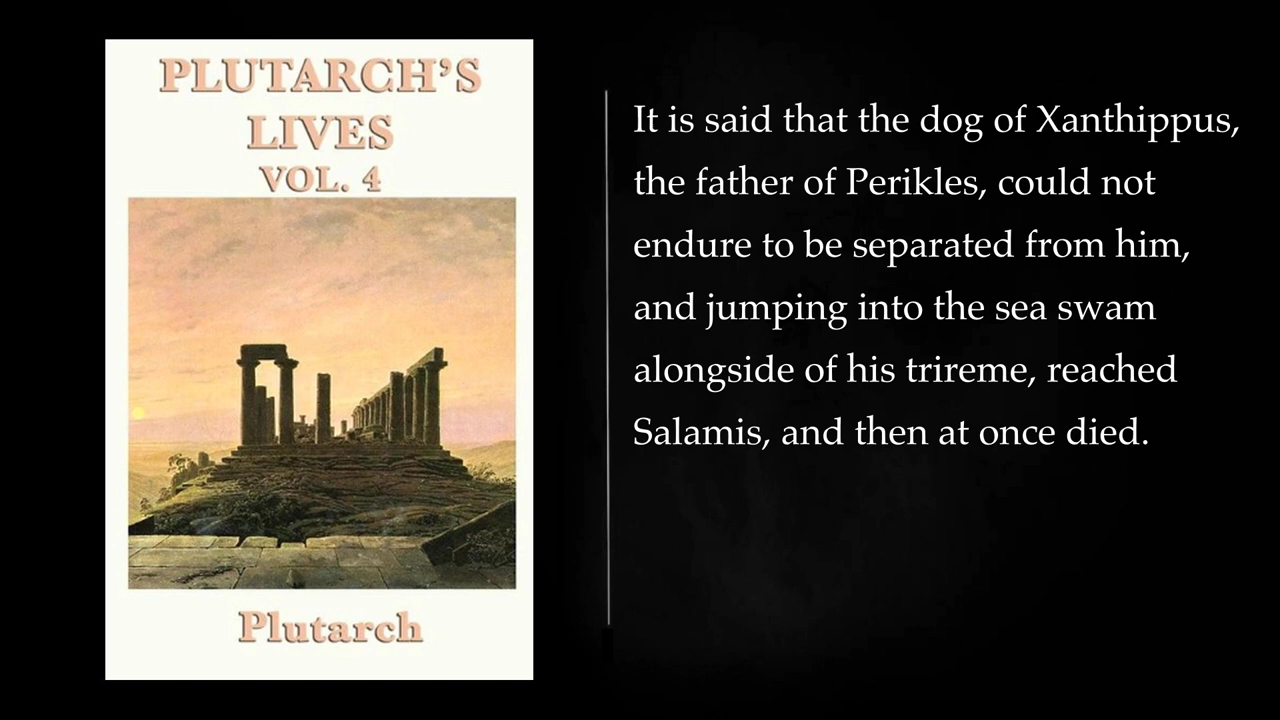 PLUTARCH'S
LIVES
VOL. 4
Plutarch
It is said that the dog of Xanthippus,
the father of Perikles, could not
endure to be separated from him,
and jumping into the sea swam
alongside of his trireme, reached
Salamis, and then at once died.